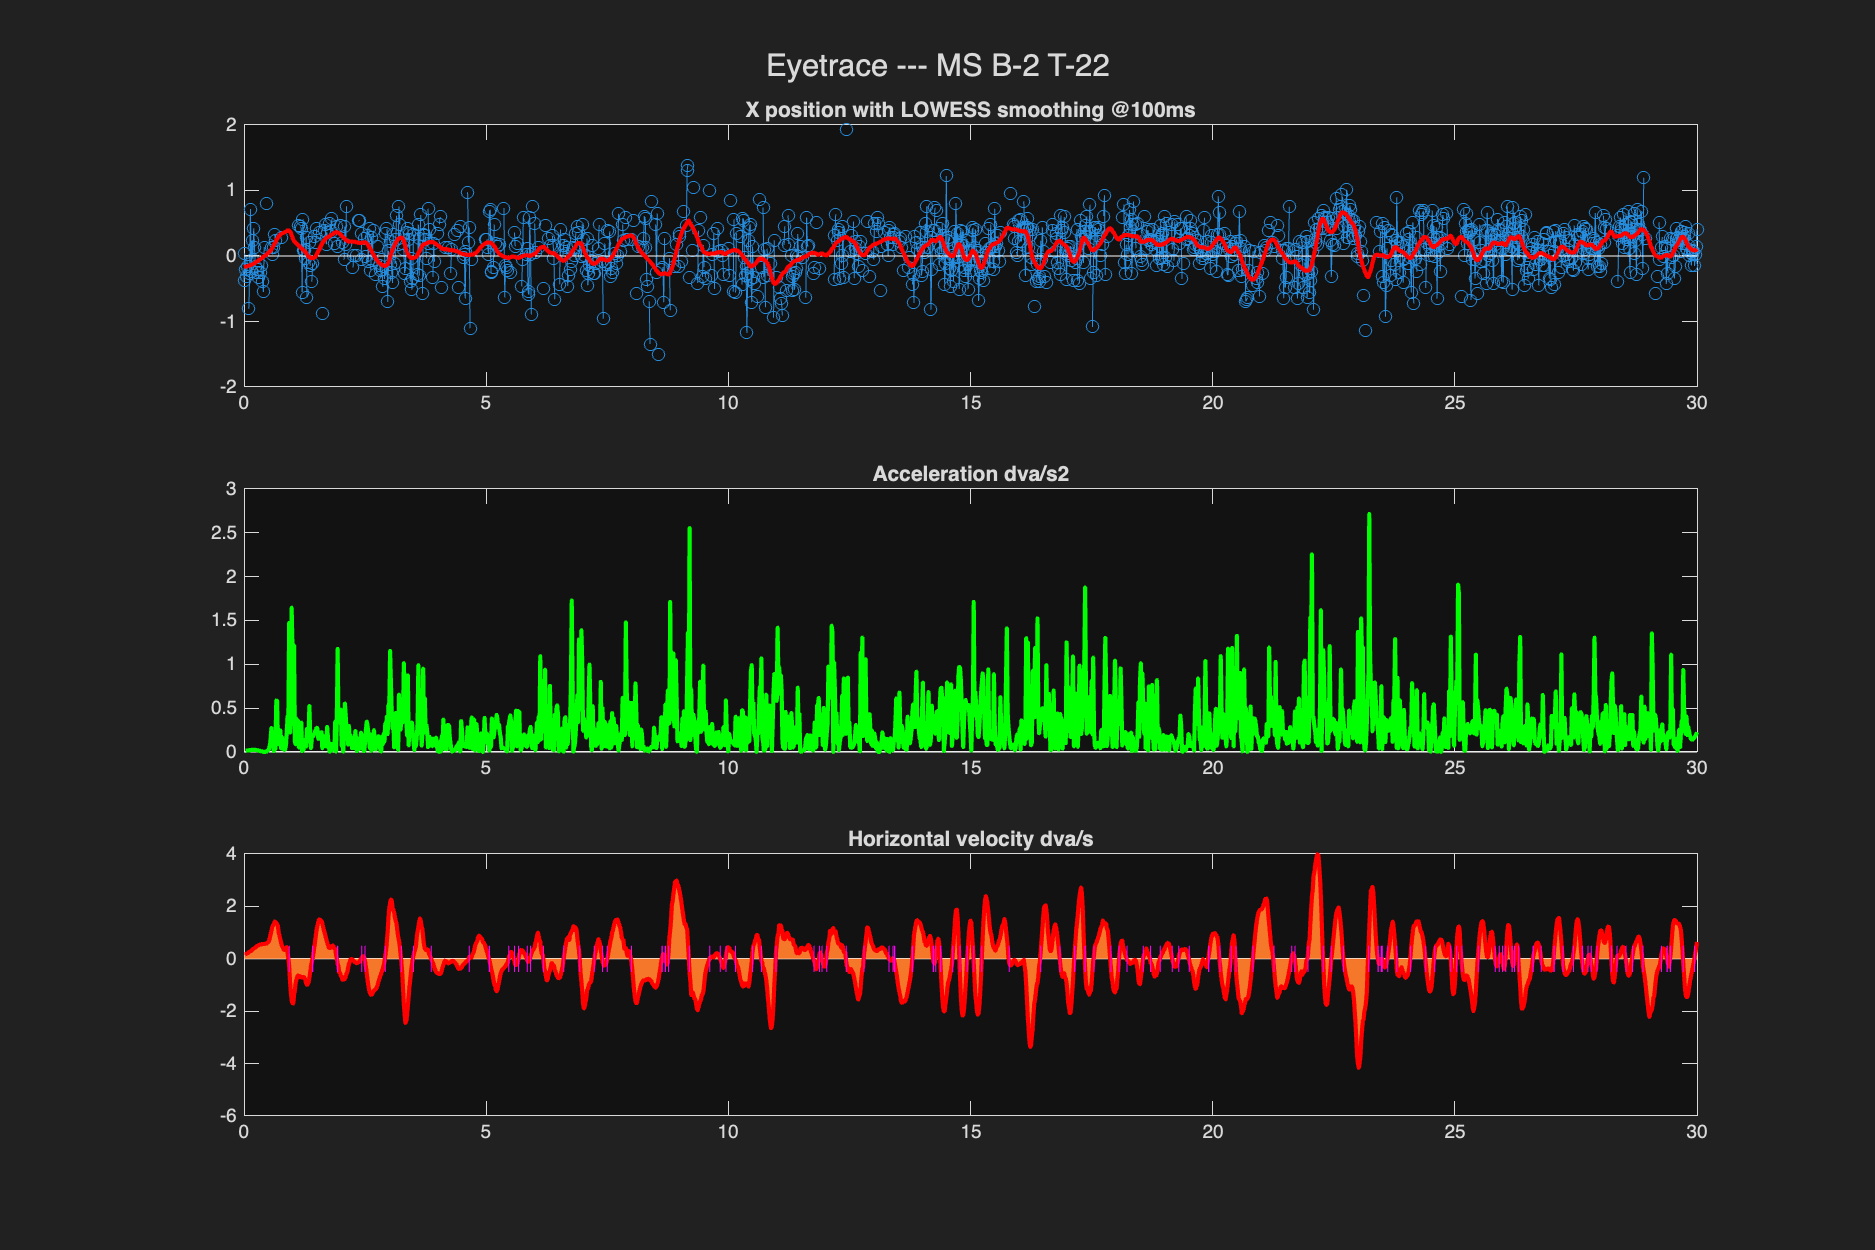 Eyetrace --- MS B-2 T-22
X position with LOWESS smoothing @100ms
2
1
0
-1
-2
0 5 10 15 20 25 30
Acceleration dva/s2
3
2.5
2
1.5
1
0.5
0
0 5 10 15 20 25 30
Horizontal velocity dva/s
4
2
0
-2
-4
-6
0 5 10 15 20 25 30